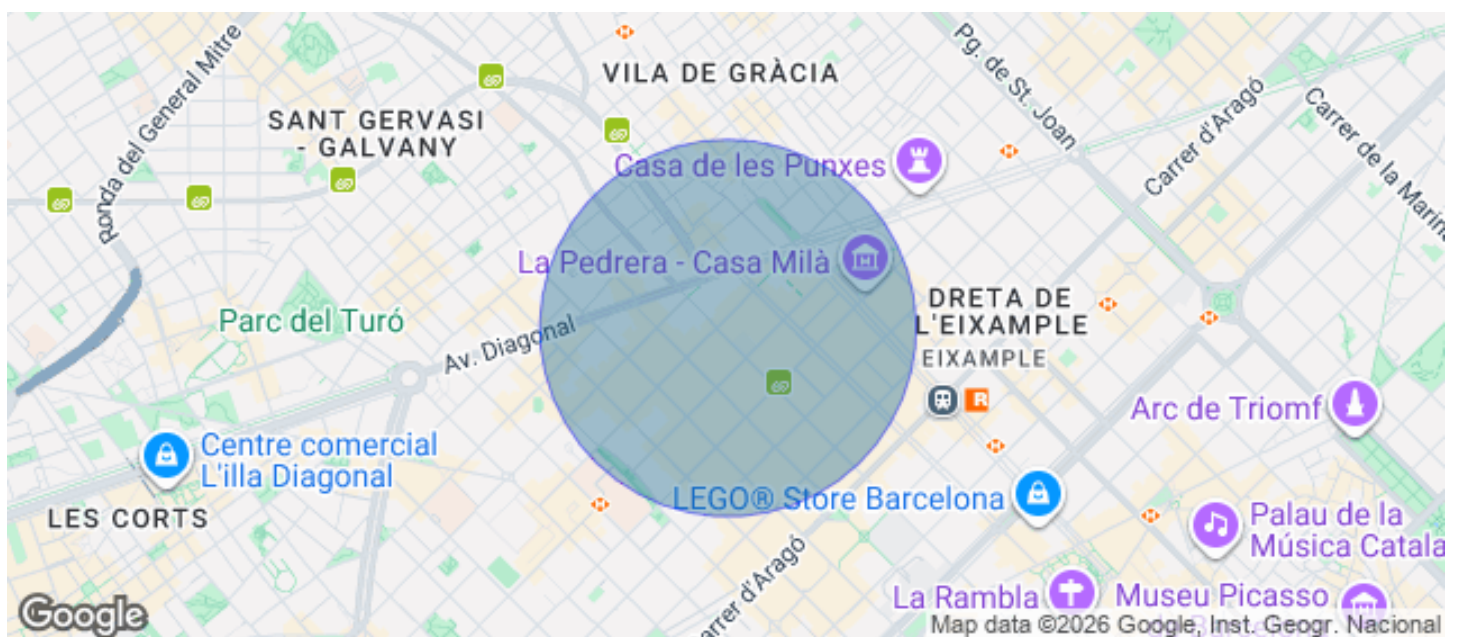 Ronda del General Mitre
SANT GERVASI
- GALVANY
VILA DE GRÀCIA
Pg. de St. Joan
Carrer d'Aragó
Carrer de la Marina
Casa de les Punxes
La Pedrera - Casa Milà
DRETA DE
L'EIXAMPLE
EIXAMPLE
Parc del Turó
Av. Diagonal
R
Arc de Triomf
Centre comercial
L'illa Diagonal
LES CORTS
LEGO® Store Barcelona
Palau de la
Música Catala
arrer d'Aragó
La Rambla
Museu Picasso
Google
Map data ©2026 Google, Inst. Geogr. Nacional